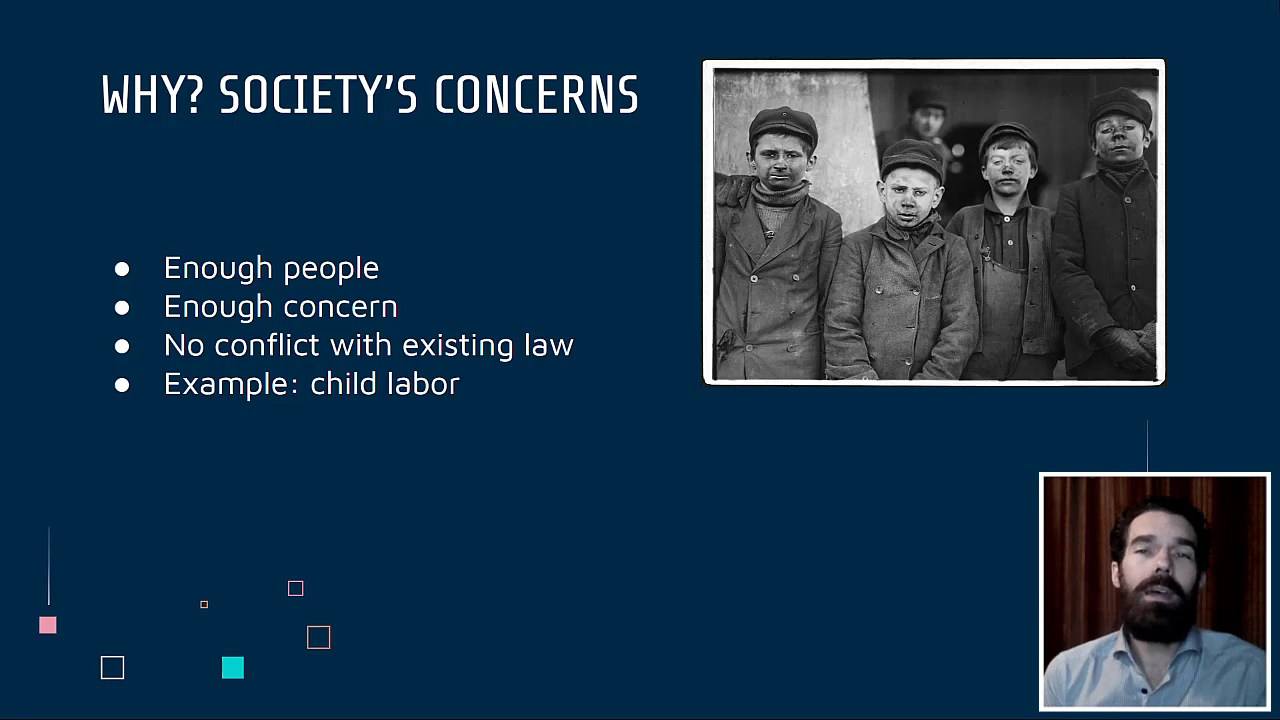 WHY? SOCIETY'S CONCERNS
● Enough people
● Enough concern
● No conflict with existing law
● Example: child labor